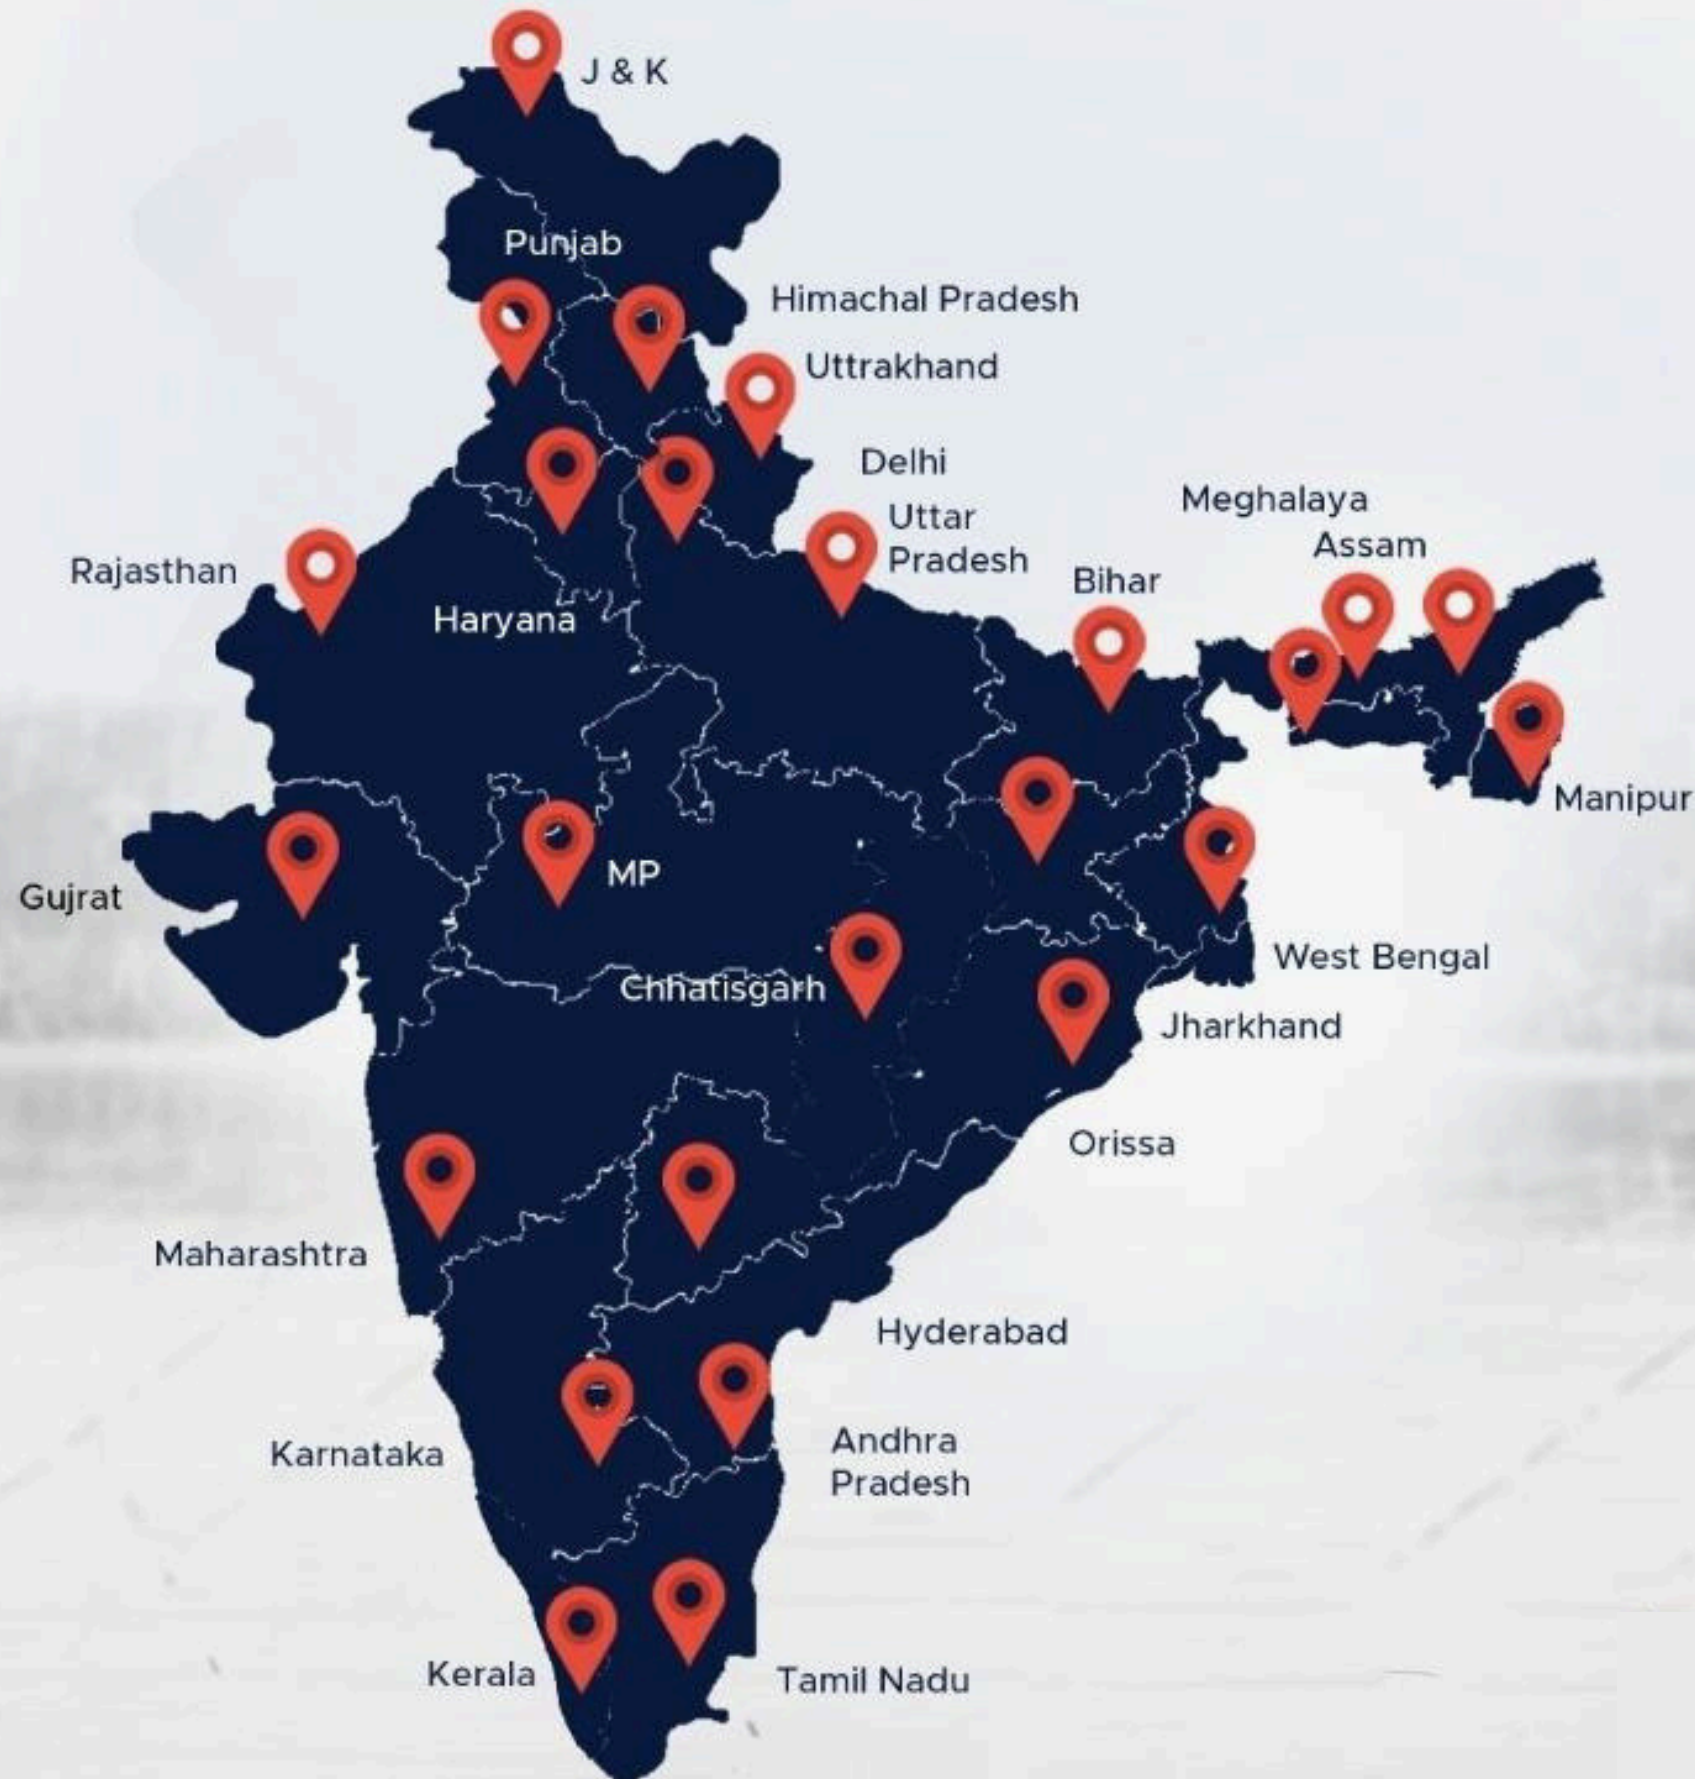 J & K
Punjab
Himachal Pradesh
Uttrakhand
Delhi
Meghalaya
Uttar
Pradesh
Assam
Rajasthan
Bihar
Haryana
Manipur
MP
Gujrat
West Bengal
Chhatisgarh
Jharkhand
Orissa
Maharashtra
Hyderabad
Karnataka
Andhra
Pradesh
Kerala
Tamil Nadu